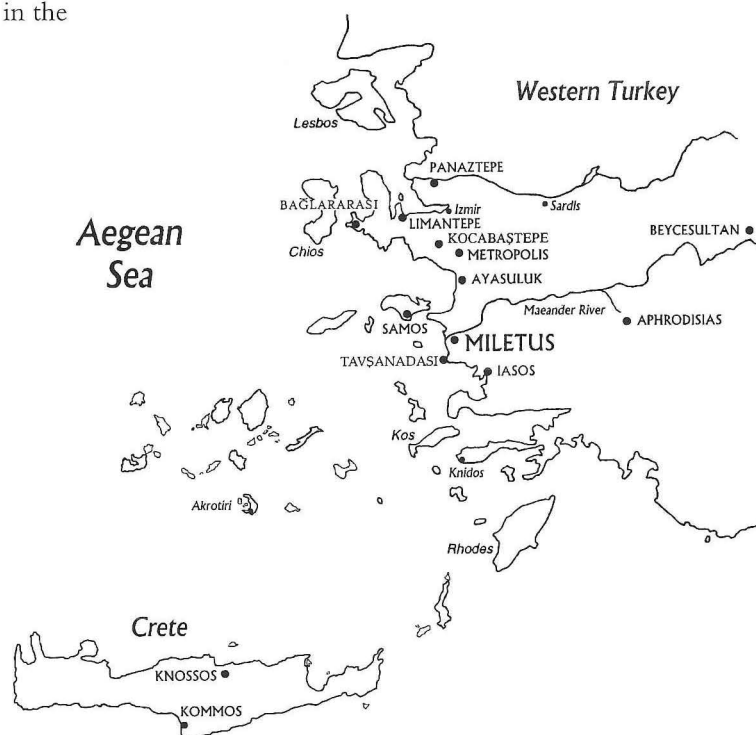 in the
Western Turkey
Lesbos
PANAZTEPE
BAĞLARARASI
Izmir
Sardis
LIMANTEPE
Aegean
Sea
BEYCESULTAN
Chios
KOCABAŞTEPE
METROPOLIS
AYASULUK
Maeander River
SAMOS
APHRODISIAS
MILETUS
TAVŞANADASI
IASOS
Kos
Knidos
Akrotiri
Rhodes
Crete
KNOSSOS
KOMMOS